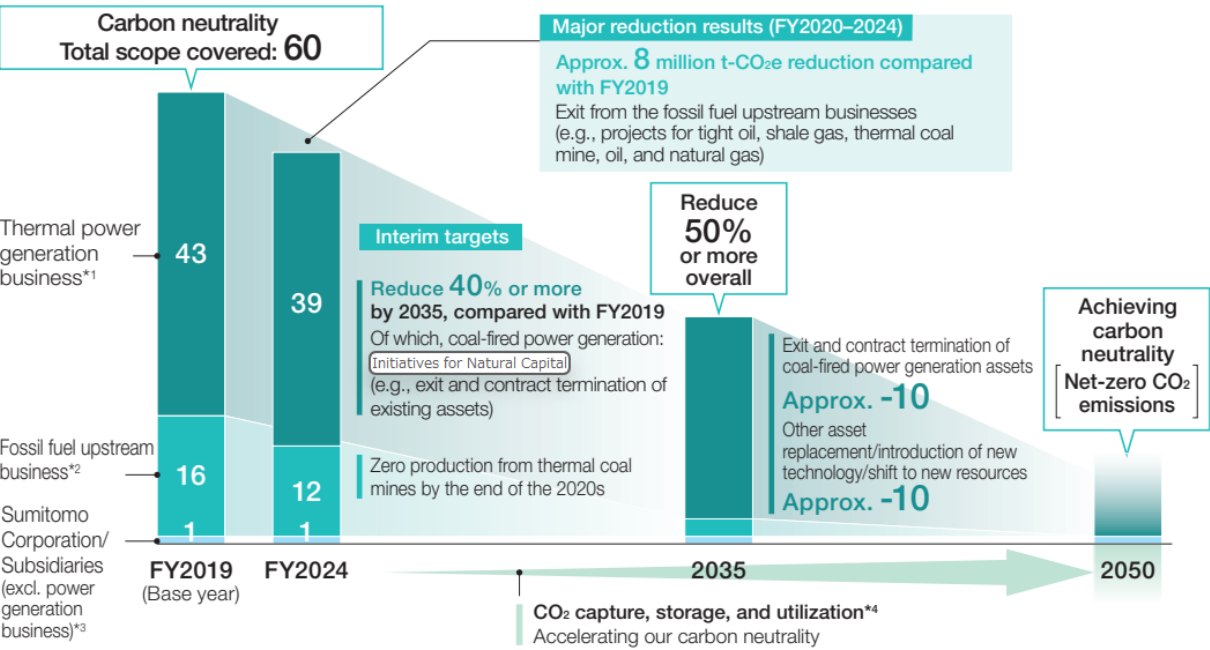 Carbon neutrality
Total scope covered: 60
Major reduction results (FY2020–2024)
Approx. 8 million t-CO₂e reduction compared
with FY2019
Exit from the fossil fuel upstream businesses
(e.g., projects for tight oil, shale gas, thermal coal
mine, oil, and natural gas)
Thermal power
generation
business*1
43
39
Interim targets
Reduce 40% or more
by 2035, compared with FY2019
Of which, coal-fired power generation:
Initiatives for Natural Capital
(e.g., exit and contract termination of
existing assets)
Reduce
50%
or more
overall
Exit and contract termination of
coal-fired power generation assets
Approx. -10
Other asset
replacement/introduction of new
technology/shift to new resources
Approx. -10
Achieving
carbon
neutrality
[Net-zero CO₂
emissions]
Fossil fuel upstream
business*2
16
12
Zero production from thermal coal
mines by the end of the 2020s
Sumitomo
Corporation/
Subsidiaries
(excl. power
generation
business)*3
1
1
FY2019
(Base year)
FY2024
2035
2050
CO₂ capture, storage, and utilization*4
Accelerating our carbon neutrality